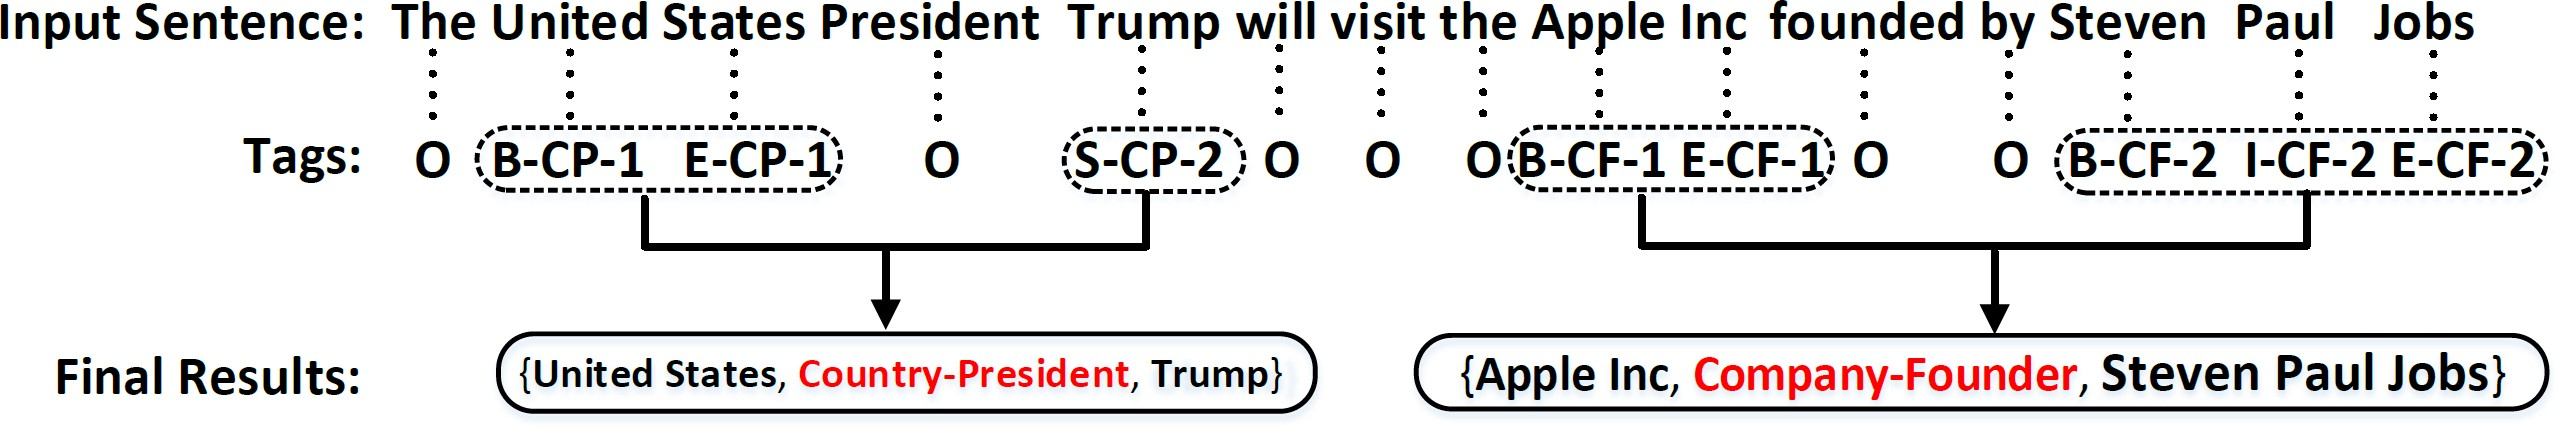 Input Sentence: The United States President Trump will visit the Apple Inc founded by Steven Paul Jobs
Tags: O B-CP-1 E-CP-1 O S-CP-2 O O O B-CF-1 E-CF-1 O O B-CF-2 I-CF-2 E-CF-2
Final Results: {United States, Country-President, Trump} {Apple Inc, Company-Founder, Steven Paul Jobs}